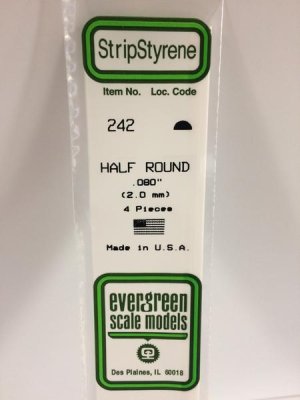 StripStyrene
Item No. Loc. Code
242
HALF ROUND
.080"
(2.0 mm)
4 Pieces
Made in U.S.A.
evergreen
scale models
Des Plaines, IL 60018